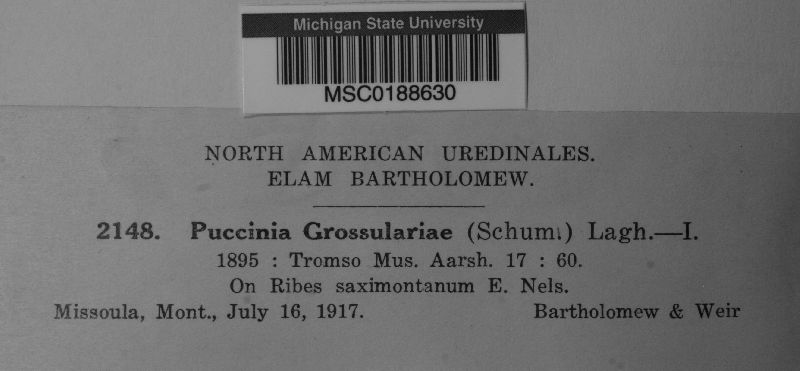 Michigan State University
MSC0188630
NORTH AMERICAN UREDINALES.
ELAM BARTHOLOMEW.
2148. Puccinia Grossulariae (Schum.) Lagh.—I.
1895 : Tromso Mus. Aarsh. 17 : 60.
On Ribes saximontanum E. Nels.
Missoula, Mont., July 16, 1917. Bartholomew & Weir